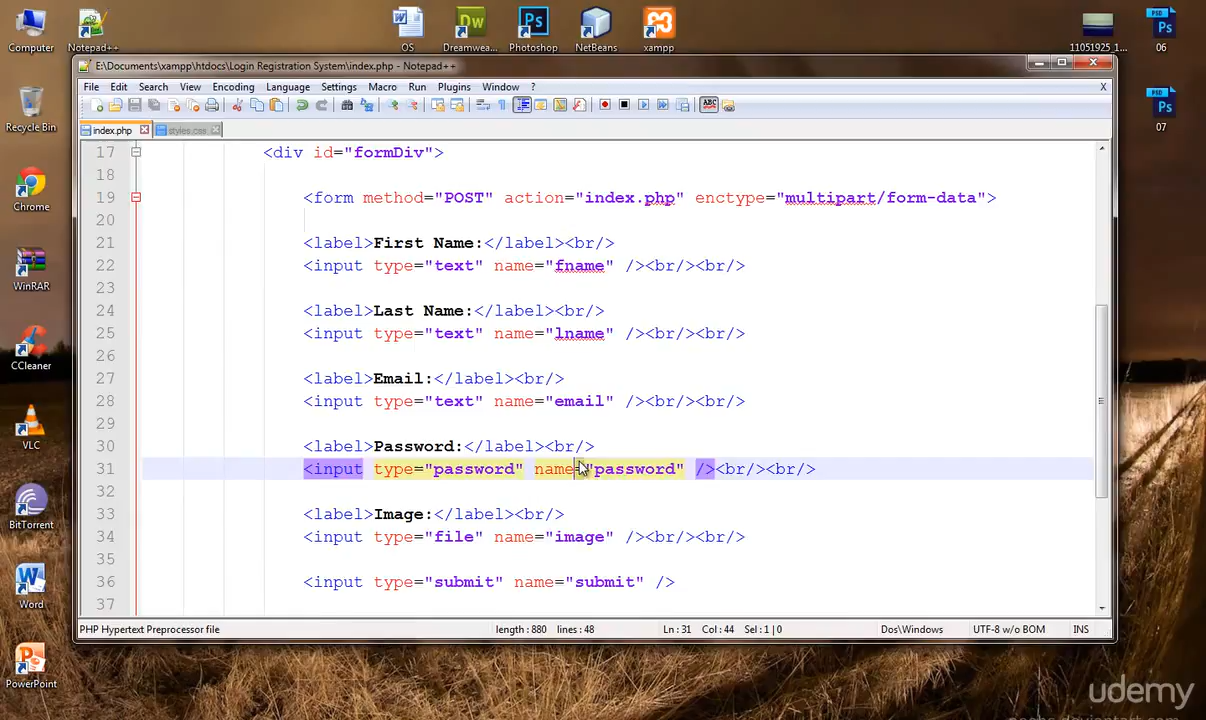 Computer
Notepad++
OS
Dreamwea...
Photoshop
NetBeans
xampp
11051925_1...
06
E:\Documents\xampp\htdocs\Login Registration System\index.php - Notepad++
File Edit Search View Encoding Language Settings Macro Run Plugins Window ? X
index.php styles.css
17 <div id="formDiv">
18
19 <form method="POST" action="index.php" enctype="multipart/form-data">
20
21 <label>First Name:</label><br/>
22 <input type="text" name="fname" /><br/><br/>
23
24 <label>Last Name:</label><br/>
25 <input type="text" name="lname" /><br/><br/>
26
27 <label>Email:</label><br/>
28 <input type="text" name="email" /><br/><br/>
29
30 <label>Password:</label><br/>
31 <input type="password" name="password" /><br/><br/>
32
33 <label>Image:</label><br/>
34 <input type="file" name="image" /><br/><br/>
35
36 <input type="submit" name="submit" />
37
PHP Hypertext Preprocessor file length : 880 lines : 48 Ln : 31 Col : 44 Sel : 1 | 0 Dos\Windows UTF-8 w/o BOM INS
Recycle Bin
Chrome
WinRAR
CCleaner
VLC
BitTorrent
Word
PowerPoint
07
udemy